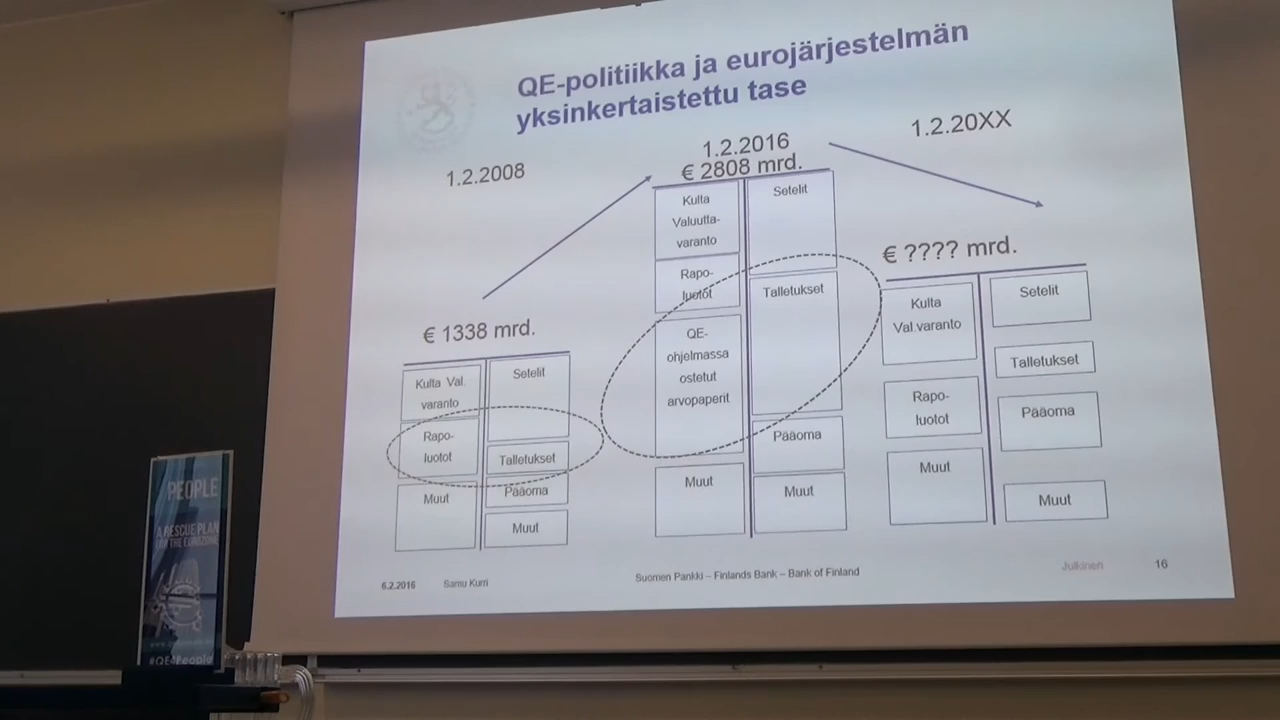 QE-politiikka ja eurojärjestelmän
yksinkertaistettu tase
1.2.2008
1.2.2016
€ 2808 mrd.
1.2.20XX
€ 1338 mrd.
Kulta Val.
varanto
Rapo-
luotot
Muut
Setelit
Talletukset
Pääoma
Muut
Kulta
Valuutta-
varanto
Rapo-
luotot
QE-
ohjelmassa
ostetut
arvopaperit
Muut
Setelit
Talletukset
Pääoma
Muut
€ ???? mrd.
Kulta
Val.varanto
Rapo-
luotot
Muut
Setelit
Talletukset
Pääoma
Muut
6.2.2016
Samu Kurri
Suomen Pankki – Finlands Bank – Bank of Finland
Julkinen
16
PEOPLE
A RESCUE PLAN
FOR THE EUROZONE
#QE4People